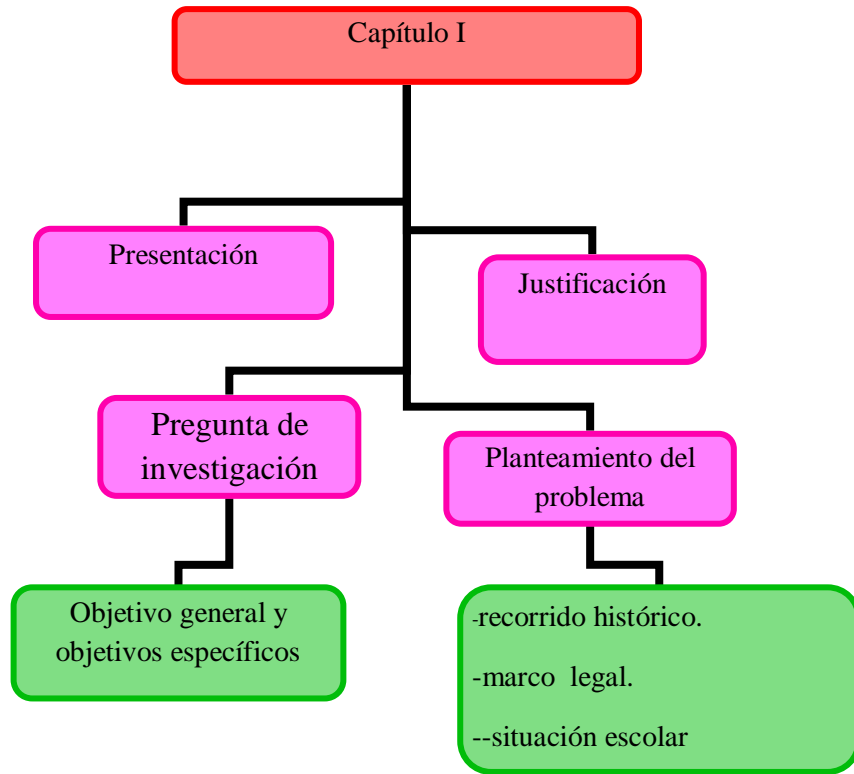 Capítulo I
Presentación
Justificación
Pregunta de
investigación
Planteamiento del
problema
Objetivo general y
objetivos específicos
-recorrido histórico.
-marco  legal.
--situación escolar